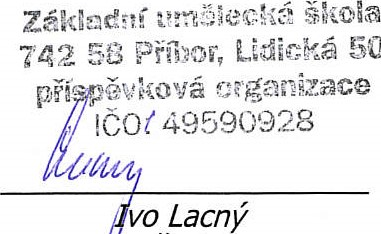 Základní umělecká škola
742 58 Příbor, Lidická 50
příspěvková organizace
IČO: 49590928
Ivo Lacný